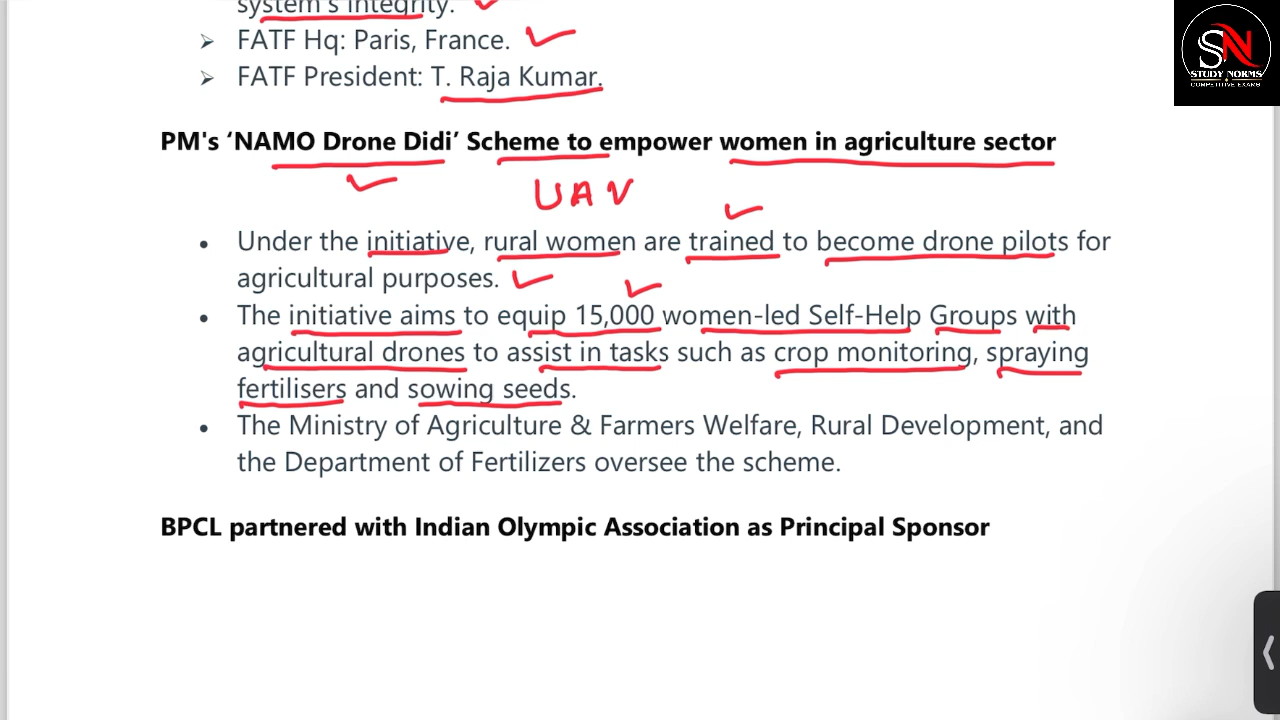 system's integrity.
➢ FATF Hq: Paris, France.
➢ FATF President: T. Raja Kumar.
SN
STUDY NORMS
COMPETITIVE EXAMS
PM's ‘NAMO Drone Didi’ Scheme to empower women in agriculture sector
UAV
• Under the initiative, rural women are trained to become drone pilots for
agricultural purposes.
• The initiative aims to equip 15,000 women-led Self-Help Groups with
agricultural drones to assist in tasks such as crop monitoring, spraying
fertilisers and sowing seeds.
• The Ministry of Agriculture & Farmers Welfare, Rural Development, and
the Department of Fertilizers oversee the scheme.
BPCL partnered with Indian Olympic Association as Principal Sponsor